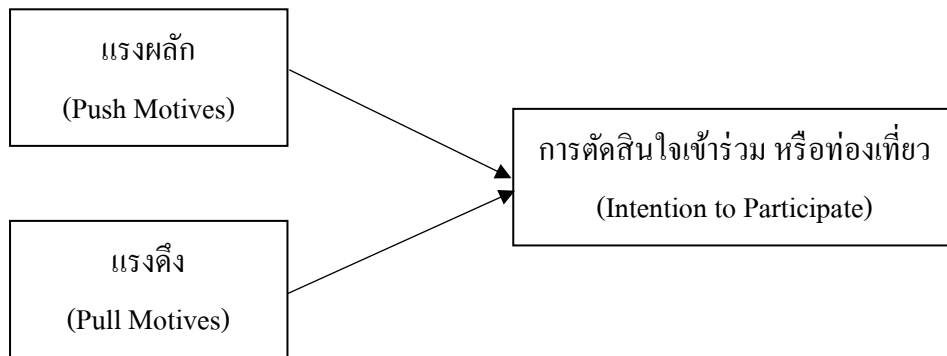 แรงผลัก
(Push Motives)
การตัดสินใจเข้าร่วม หรือท่องเที่ยว
(Intention to Participate)
แรงดึง
(Pull Motives)